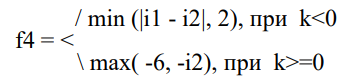 / min (|i1 - i2|, 2), при k<0
f4 = <
\ max( -6, -i2), при k>=0